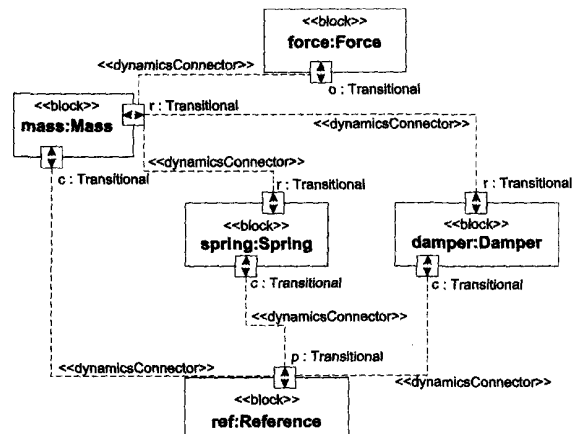 <<block>>
force:Force
<<dynamicsConnector>>
o : Transitional
<<block>>
mass:Mass
r : Transitional
<<dynamicsConnector>>
<<dynamicsConnector>>
c : Transitional
r : Transitional
r : Transitional
<<block>>
spring:Spring
<<block>>
damper:Damper
c : Transitional
c : Transitional
<<dynamicsConnector>>
p : Transitional
<<dynamicsConnector>>
<<dynamicsConnector>>
<<block>>
ref:Reference